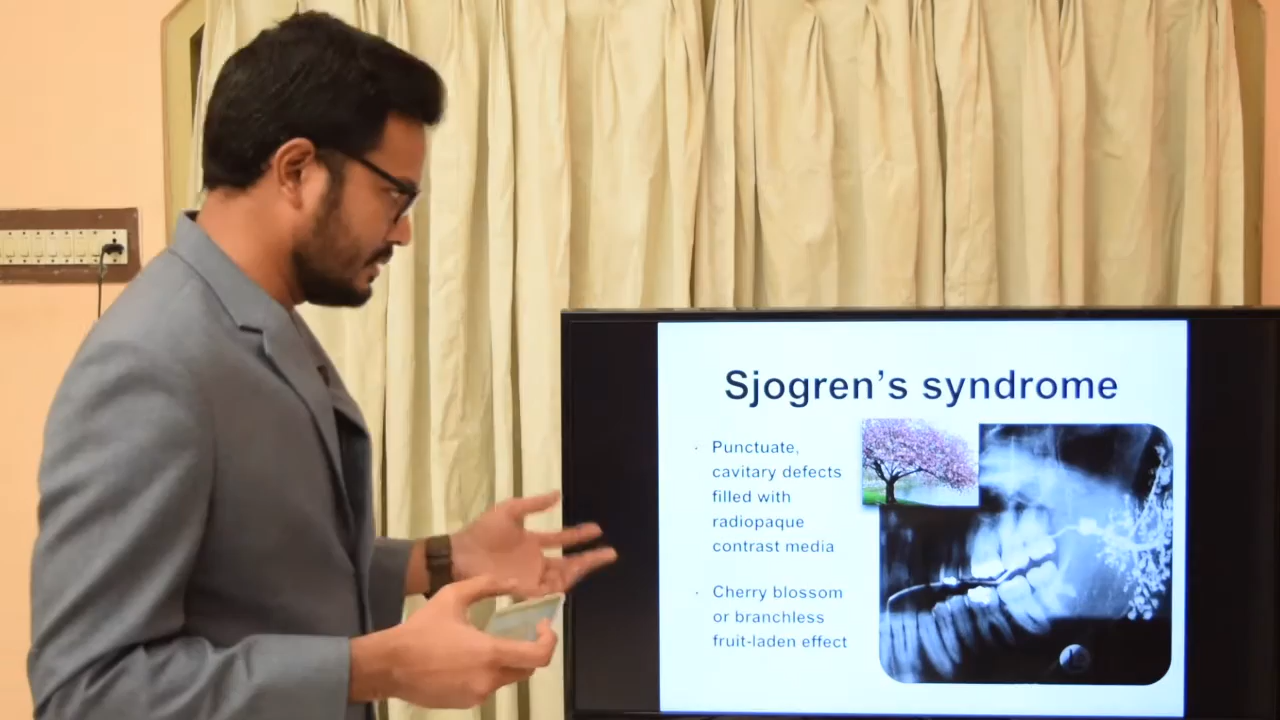 Sjogren's syndrome
· Punctuate,
cavitary defects
filled with
radiopaque
contrast media
· Cherry blossom
or branchless
fruit-laden effect
L